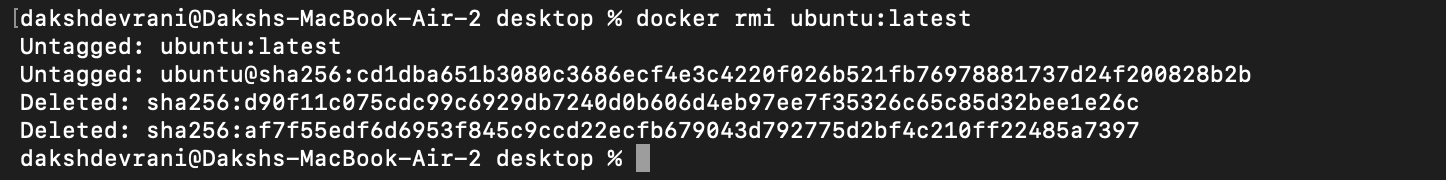 [dakshdevrani@Dakshs-MacBook-Air-2 desktop % docker rmi ubuntu:latest
Untagged: ubuntu:latest
Untagged: ubuntu@sha256:cd1dba651b3080c3686ecf4e3c4220f026b521fb76978881737d24f200828b2b
Deleted: sha256:d90f11c075cdc99c6929db7240d0b606d4eb97ee7f35326c65c85d32bee1e26c
Deleted: sha256:af7f55edf6d6953f845c9ccd22ecfb679043d792775d2bf4c210ff22485a7397
dakshdevrani@Dakshs-MacBook-Air-2 desktop %